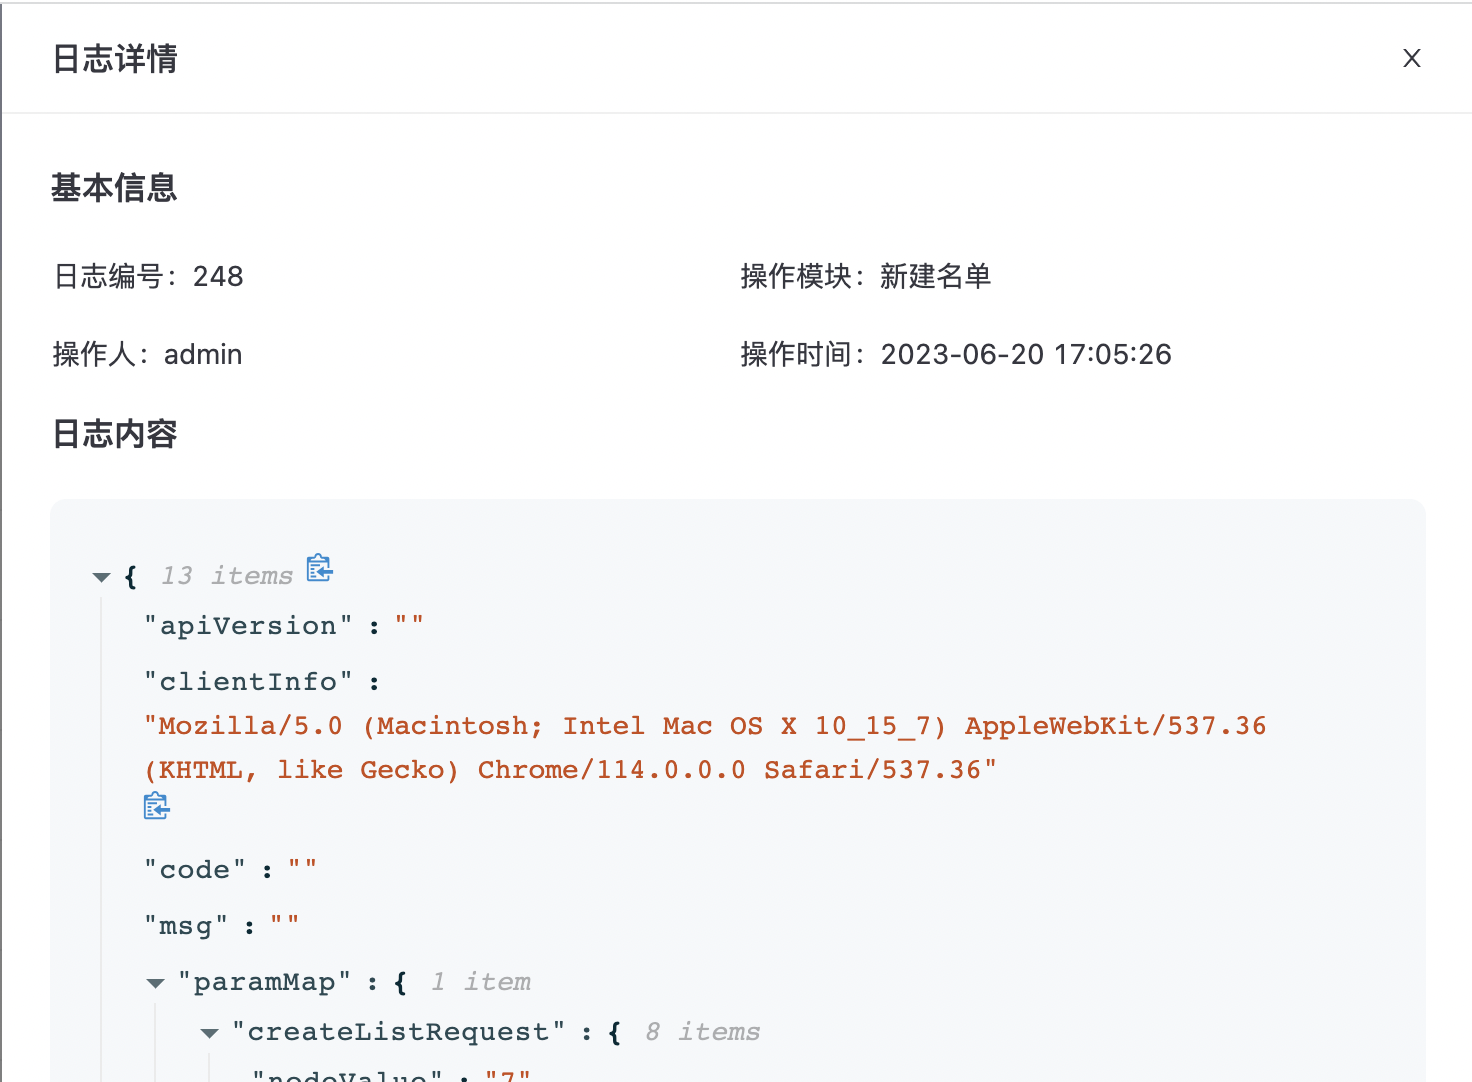 日志详情
X
基本信息
日志编号：248
操作模块：新建名单
操作人：admin
操作时间：2023-06-20 17:05:26
日志内容
{ 13 items
"apiVersion" : ""
"clientInfo" :
"Mozilla/5.0 (Macintosh; Intel Mac OS X 10_15_7) AppleWebKit/537.36
(KHTML, like Gecko) Chrome/114.0.0.0 Safari/537.36"
"code" : ""
"msg" : ""
"paramMap" : { 1 item
"createListRequest" : { 8 items
"nodeValue" : "7"